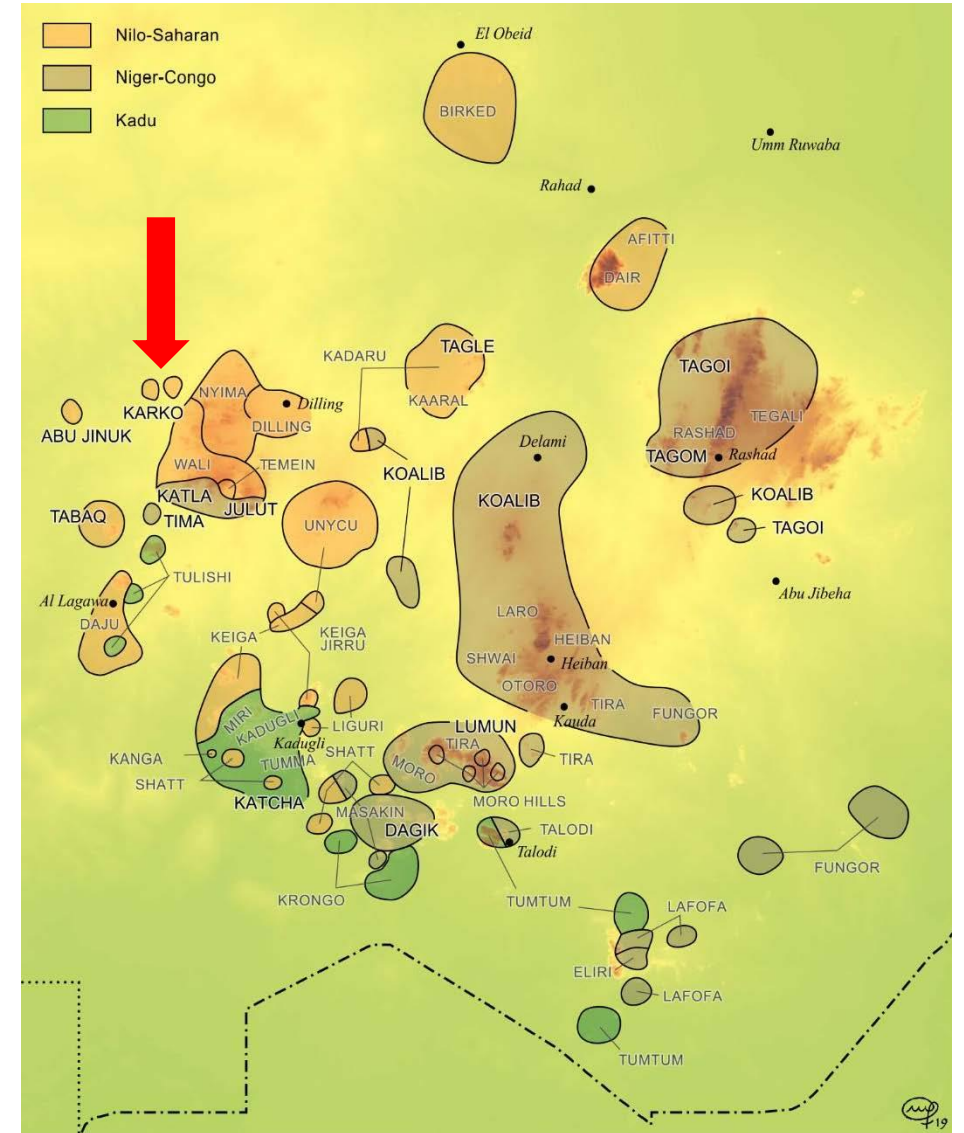 Nilo-Saharan
Niger-Congo
Kadu
El Obeid
BIRKED
Umm Ruwaba
Rahad
AFITTI
DAIR
KADARU
TAGLE
KAARAL
TAGOI
TEGALI
RASHAD
TAGOM
Rashad
NYIMA
Dilling
DILLING
KARKO
ABU JINUK
WALI
TEMEIN
KATLA
JULUT
TIMA
TABAQ
KOALIB
UNYCU
Delami
KOALIB
KOALIB
TAGOI
TULISHI
Al Lagawa
DAJU
Abu Jibeha
KEIGA
KEIGA
JIRRU
LARO
HEIBAN
SHWAI
Heiban
OTORO
TIRA
Kauda
FUNGOR
MIRI
KADUGLI
Kadugli
LIGURI
KANGA
SHATT
TUMMA
SHATT
KATCHA
LUMUN
TIRA
MORO
TIRA
MORO HILLS
MASAKIN
DAGIK
TALODI
Talodi
KRONGO
TUMTUM
LAFOFA
FUNGOR
ELIRI
LAFOFA
TUMTUM
19